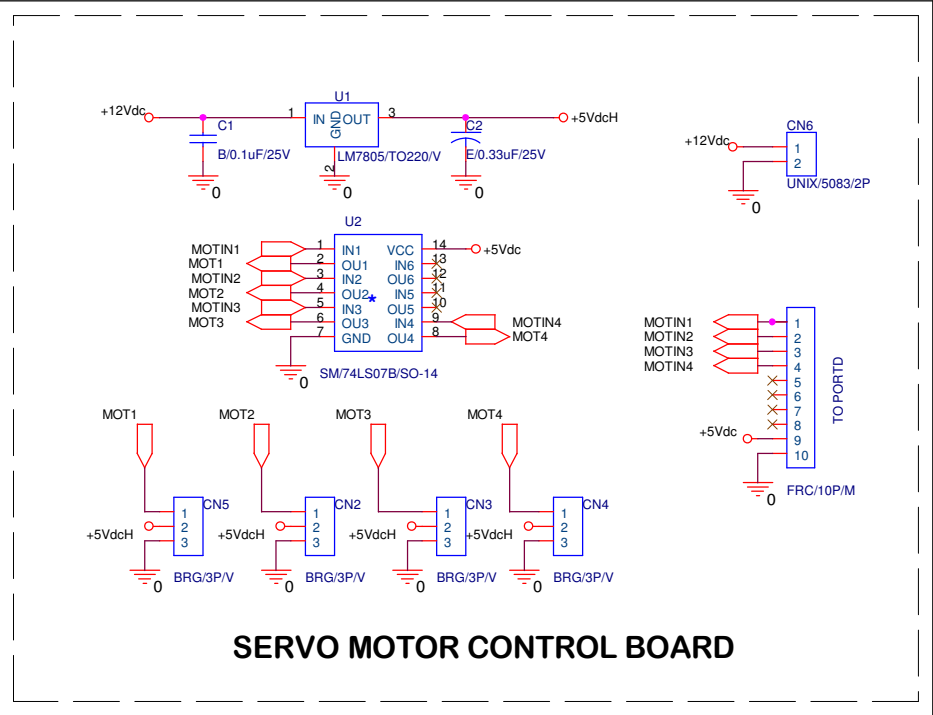 U1
+12Vdc
1
IN
OUT
GND
3
+5VdcH
C1
B/0.1uF/25V
2
LM7805/TO220/V
C2
E/0.33uF/25V
0
0
0
CN6
+12Vdc
1
2
0
UNIX/5083/2P
U2
MOTIN1
1
IN1
VCC
14
+5Vdc
MOT1
2
OU1
IN6
13
MOTIN2
3
IN2
OU6
12
MOT2
4
OU2
*
IN5
11
MOTIN3
5
IN3
OU5
10
MOT3
6
OU3
IN4
9
MOTIN4
7
GND
OU4
8
MOT4
0
SM/74LS07B/SO-14
MOTIN1
1
MOTIN2
2
MOTIN3
3
MOTIN4
4
5
6
7
8
+5Vdc
9
10
TO PORTD
0
FRC/10P/M
MOT1
MOT2
MOT3
MOT4
CN5
1
+5VdcH
2
3
0
BRG/3P/V
CN2
1
+5VdcH
2
3
0
BRG/3P/V
CN3
1
+5VdcH
2
3
0
BRG/3P/V
CN4
1
+5VdcH
2
3
0
BRG/3P/V
SERVO MOTOR CONTROL BOARD